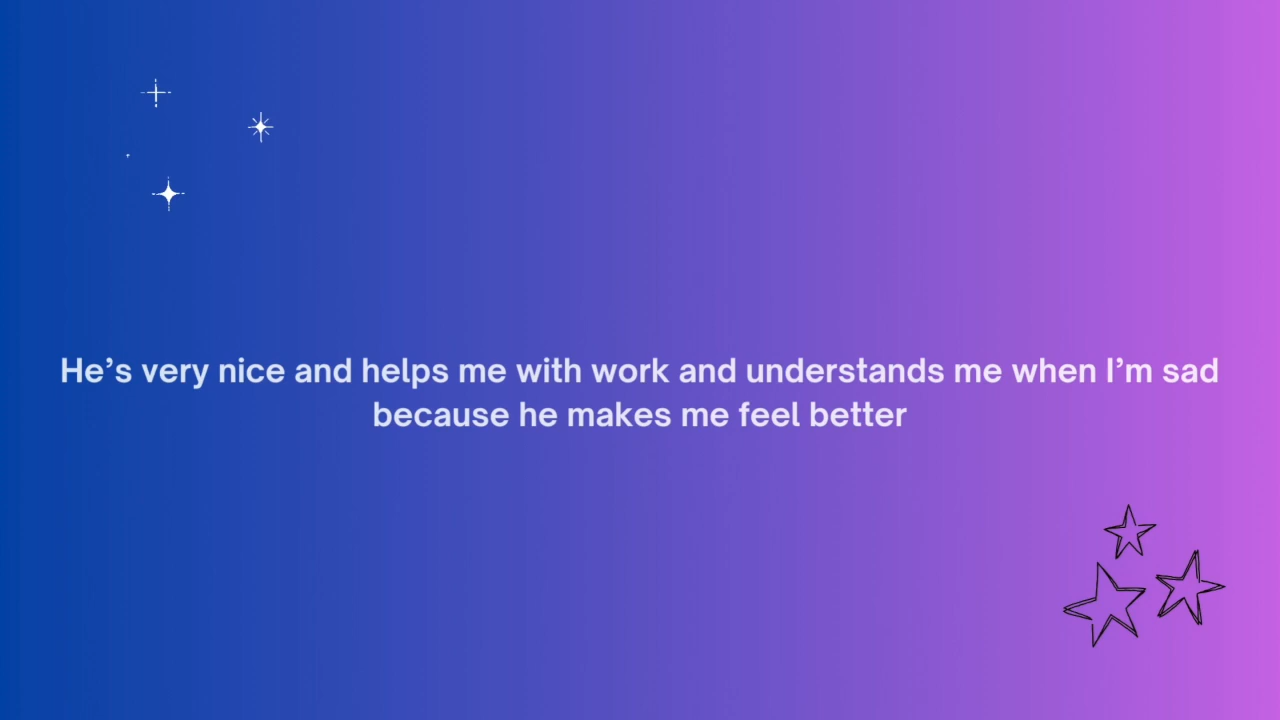 He’s very nice and helps me with work and understands me when I’m sad
because he makes me feel better